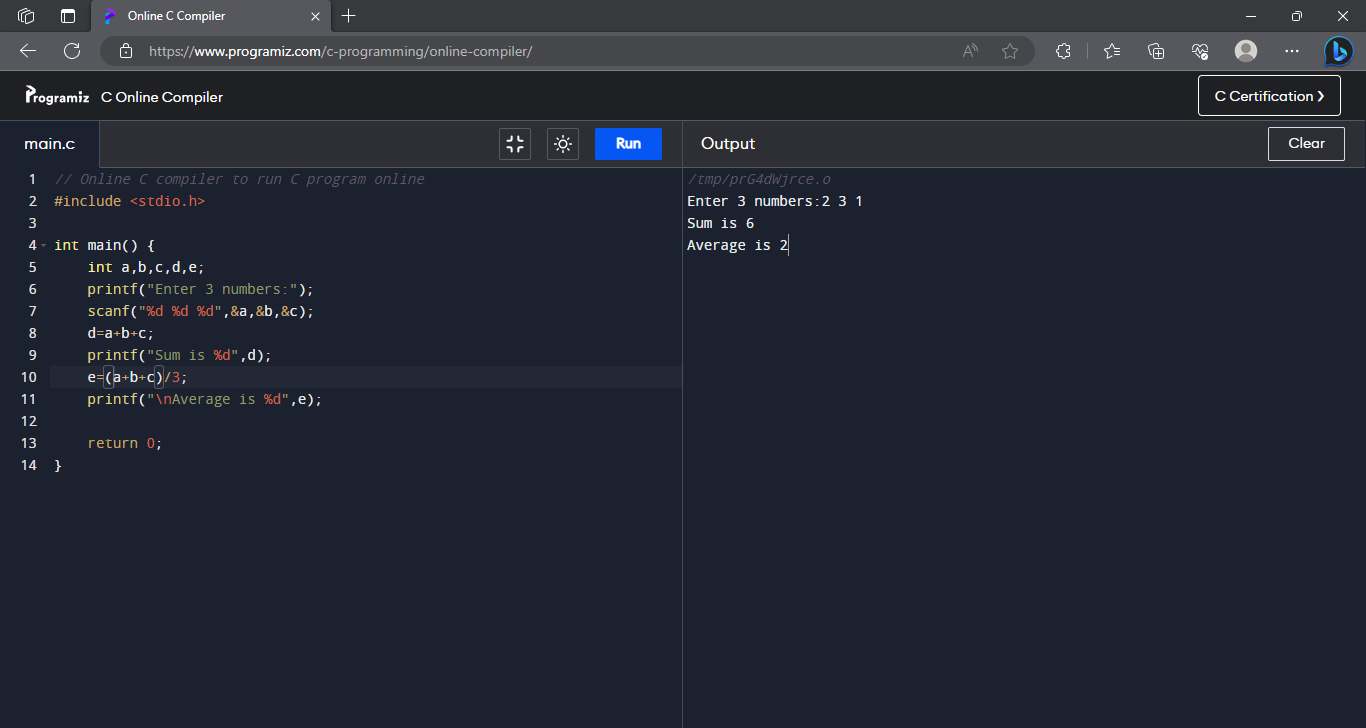 Online C Compiler
https://www.programiz.com/c-programming/online-compiler/
Programiz C Online Compiler
C Certification ❯
main.c
Run
Output
Clear
1 // Online C compiler to run C program online
2 #include <stdio.h>
3
4 int main() {
5     int a,b,c,d,e;
6     printf("Enter 3 numbers:");
7     scanf("%d %d %d",&a,&b,&c);
8     d=a+b+c;
9     printf("Sum is %d",d);
10     e=(a+b+c)/3;
11     printf("\nAverage is %d",e);
12
13     return 0;
14 }
/tmp/prG4dWjrce.o
Enter 3 numbers:2 3 1
Sum is 6
Average is 2